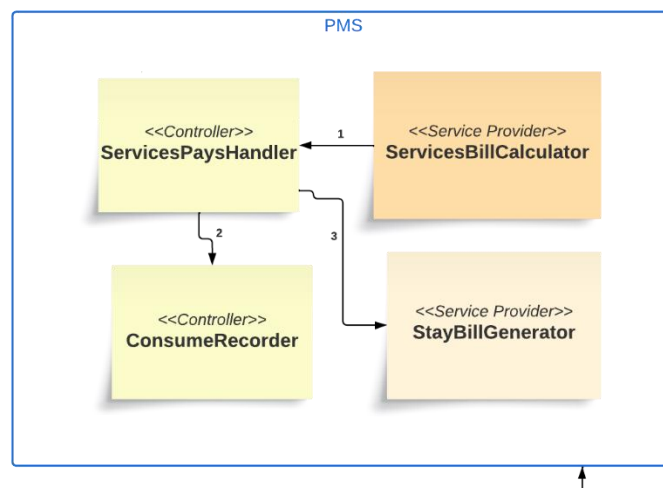 PMS
<<Controller>>
ServicesPaysHandler
1
<<Service Provider>>
ServicesBillCalculator
2
3
<<Controller>>
ConsumeRecorder
<<Service Provider>>
StayBillGenerator